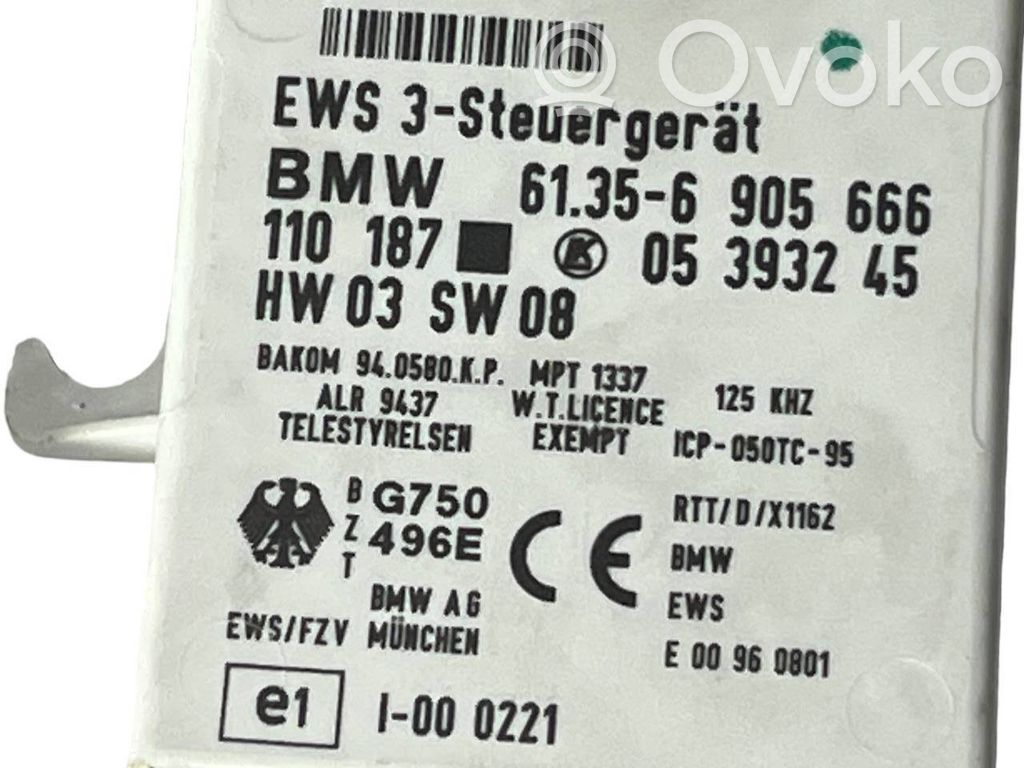 Ovoko
EWS 3-Steuergerät
BMW 61.35-6 905 666
110 187 K 05 3932 45
HW 03 SW 08
BAKOM 94.0580.K.P. MPT 1337 125 KHZ
ALR 9437 W.T.LICENCE
TELESTYRELSEN EXEMPT ICP-050TC-95
BZT G750 496E CE RTT/D/X1162
BMW
BMW AG EWS
EWS/FZV MÜNCHEN E 00 96 0801
e1 I-00 0221